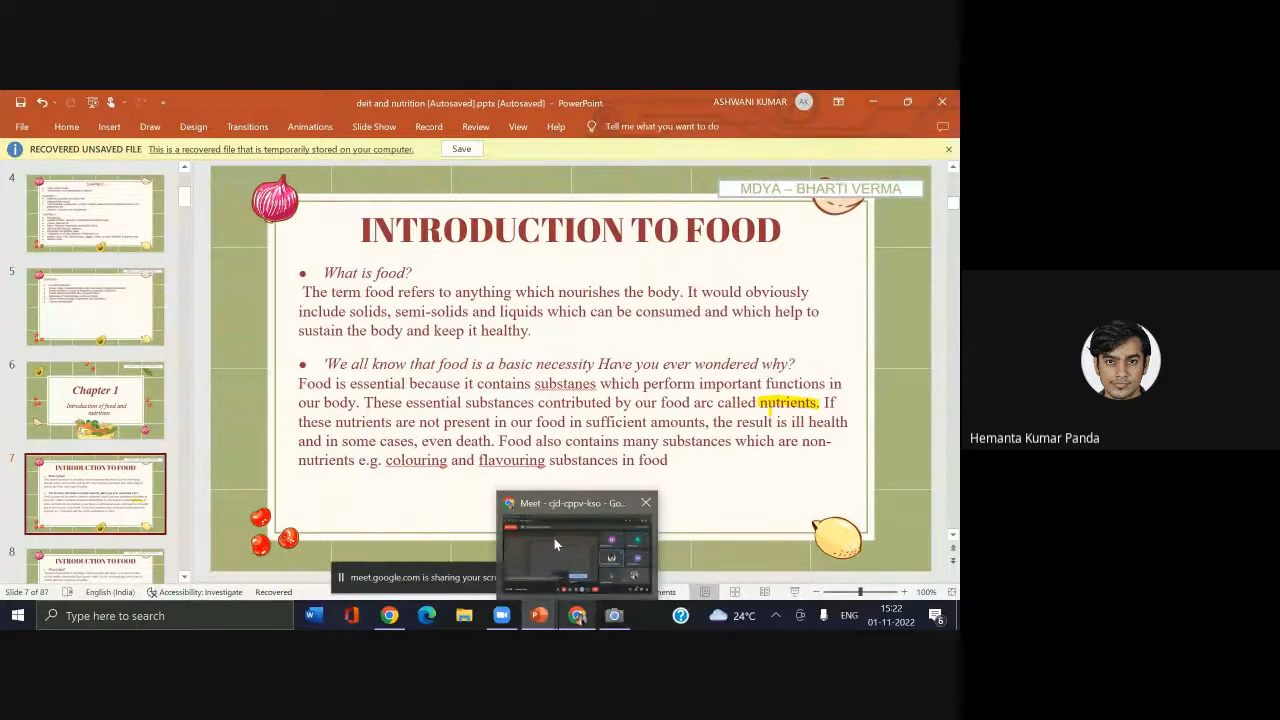 deit and nutrition [Autosaved].pptx [Autosaved] - PowerPoint
ASHWANI KUMAR
AK
File Home Insert Draw Design Transitions Animations Slide Show Record Review View Help Tell me what you want to do
RECOVERED UNSAVED FILE This is a recovered file that is temporarily stored on your computer. Save
4
5
6
Chapter 1
Introduction of food and
nutrition
7
INTRODUCTION TO FOOD
8
INTRODUCTION TO FOOD
MDYA – BHARTI VERMA
INTRODUCTION TO FOOD
• What is food?
The term food refers to anything which nourishes the body. It would obviously
include solids, semi-solids and liquids which can be consumed and which help to
sustain the body and keep it healthy.
• 'We all know that food is a basic necessity Have you ever wondered why?
Food is essential because it contains substanes which perform important functions in
our body. These essential substances contributed by our food arc called nutrients. If
these nutrients are not present in our food in sufficient amounts, the result is ill health
and in some cases, even death. Food also contains many substances which are non-
nutrients e.g. colouring and flavouring substances in food
Meet - cjd-cppv-kso - Go...
meet.google.com is sharing your scr
Hemanta Kumar Panda
Slide 7 of 87 English (India) Accessibility: Investigate Recovered
100%
Type here to search
24°C
ENG
15:22
01-11-2022
6